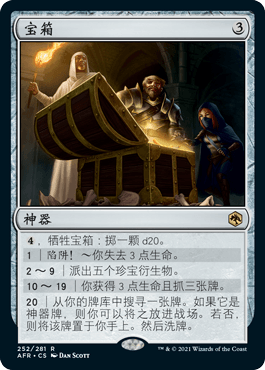 宝箱 3
神器
4,牺牲宝箱:掷一颗 d20。
1 | 陷阱!~你失去 3 点生命。
2 ~ 9 | 派出五个珍宝衍生物。
10 ~ 19 | 你获得 3 点生命且抓三张牌。
20 | 从你的牌库中搜寻一张牌。如果它是
神器牌,则你可以将之放进战场。若否,
则将该牌置于你手上。然后洗牌。
252/281 R
AFR • CS DAN SCOTT
™ & © 2021 Wizards of the Coast